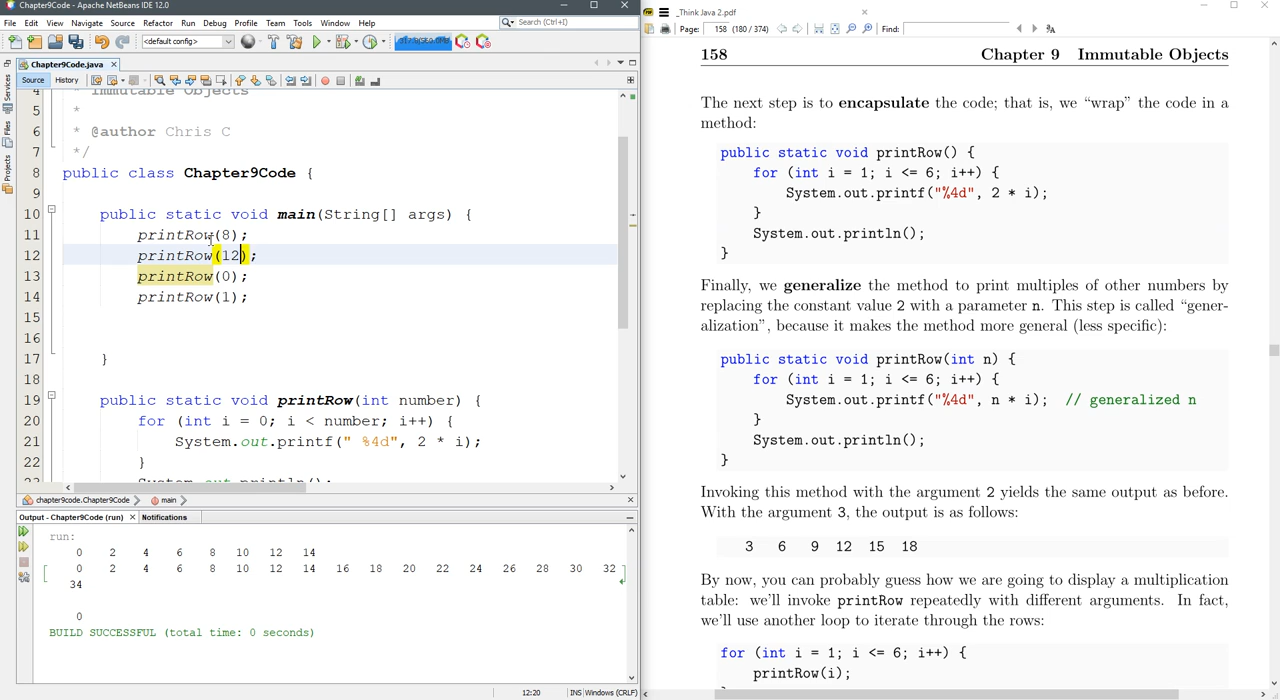 Chapter9Code - Apache NetBeans IDE 12.0
File Edit View Navigate Source Refactor Run Debug Profile Team Tools Window Help
Search (Ctrl+I)
<default config>
Chapter9Code.java
Source History
4 * Immutable Objects
5 *
6 * @author Chris C
7 */
8 public class Chapter9Code {
9
10 public static void main(String[] args) {
11 printRow(8);
12 printRow(12);
13 printRow(0);
14 printRow(1);
15
16
17 }
18
19 public static void printRow(int number) {
20 for (int i = 0; i < number; i++) {
21 System.out.printf(" %4d", 2 * i);
22 }
System.out.println();
Services
Files
Projects
chapter9code.Chapter9Code main
Output - Chapter9Code (run) Notifications
run:
0 2 4 6 8 10 12 14
0 2 4 6 8 10 12 14 16 18 20 22 24 26 28 30 32
34
0
BUILD SUCCESSFUL (total time: 0 seconds)
12:20 INS Windows (CRLF)
_Think Java 2.pdf
Page: 158 (180 / 374) Find:
158 Chapter 9 Immutable Objects
The next step is to encapsulate the code; that is, we “wrap” the code in a
method:
public static void printRow() {
for (int i = 1; i <= 6; i++) {
System.out.printf("%4d", 2 * i);
}
System.out.println();
}
Finally, we generalize the method to print multiples of other numbers by
replacing the constant value 2 with a parameter n. This step is called “gener-
alization”, because it makes the method more general (less specific):
public static void printRow(int n) {
for (int i = 1; i <= 6; i++) {
System.out.printf("%4d", n * i); // generalized n
}
System.out.println();
}
Invoking this method with the argument 2 yields the same output as before.
With the argument 3, the output is as follows:
3 6 9 12 15 18
By now, you can probably guess how we are going to display a multiplication
table: we’ll invoke printRow repeatedly with different arguments. In fact,
we’ll use another loop to iterate through the rows:
for (int i = 1; i <= 6; i++) {
printRow(i);